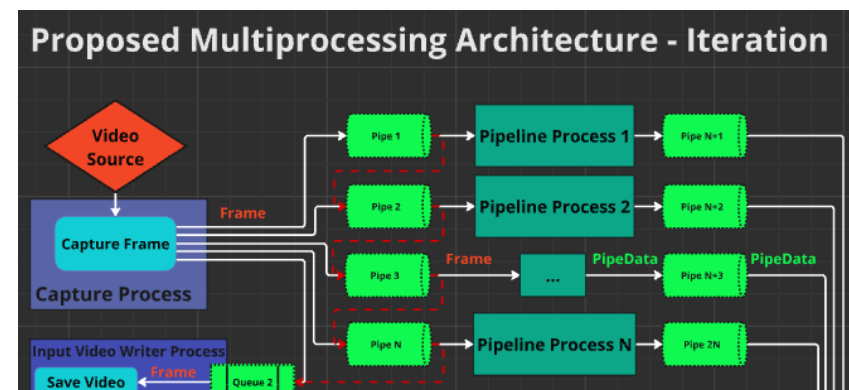 Proposed Multiprocessing Architecture - Iteration
Video
Source
Frame
Capture Frame
Capture Process
Pipe 1
Pipeline Process 1
Pipe N+1
Pipe 2
Pipeline Process 2
Pipe N+2
Pipe 3
Frame
...
PipeData
Pipe N+3
PipeData
Pipe N
Pipeline Process N
Pipe 2N
Input Video Writer Process
Save Video
Frame
Queue 2